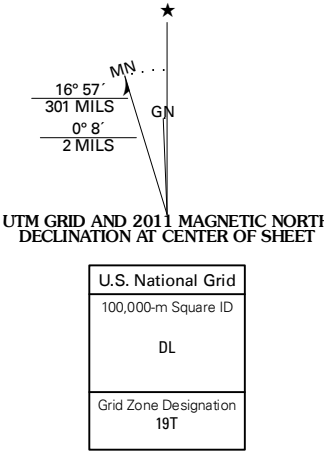 ★
MN
16° 57´
301 MILS
GN
0° 8´
2 MILS
UTM GRID AND 2011 MAGNETIC NORTH
DECLINATION AT CENTER OF SHEET
U.S. National Grid
100,000-m Square ID
DL
Grid Zone Designation
19T